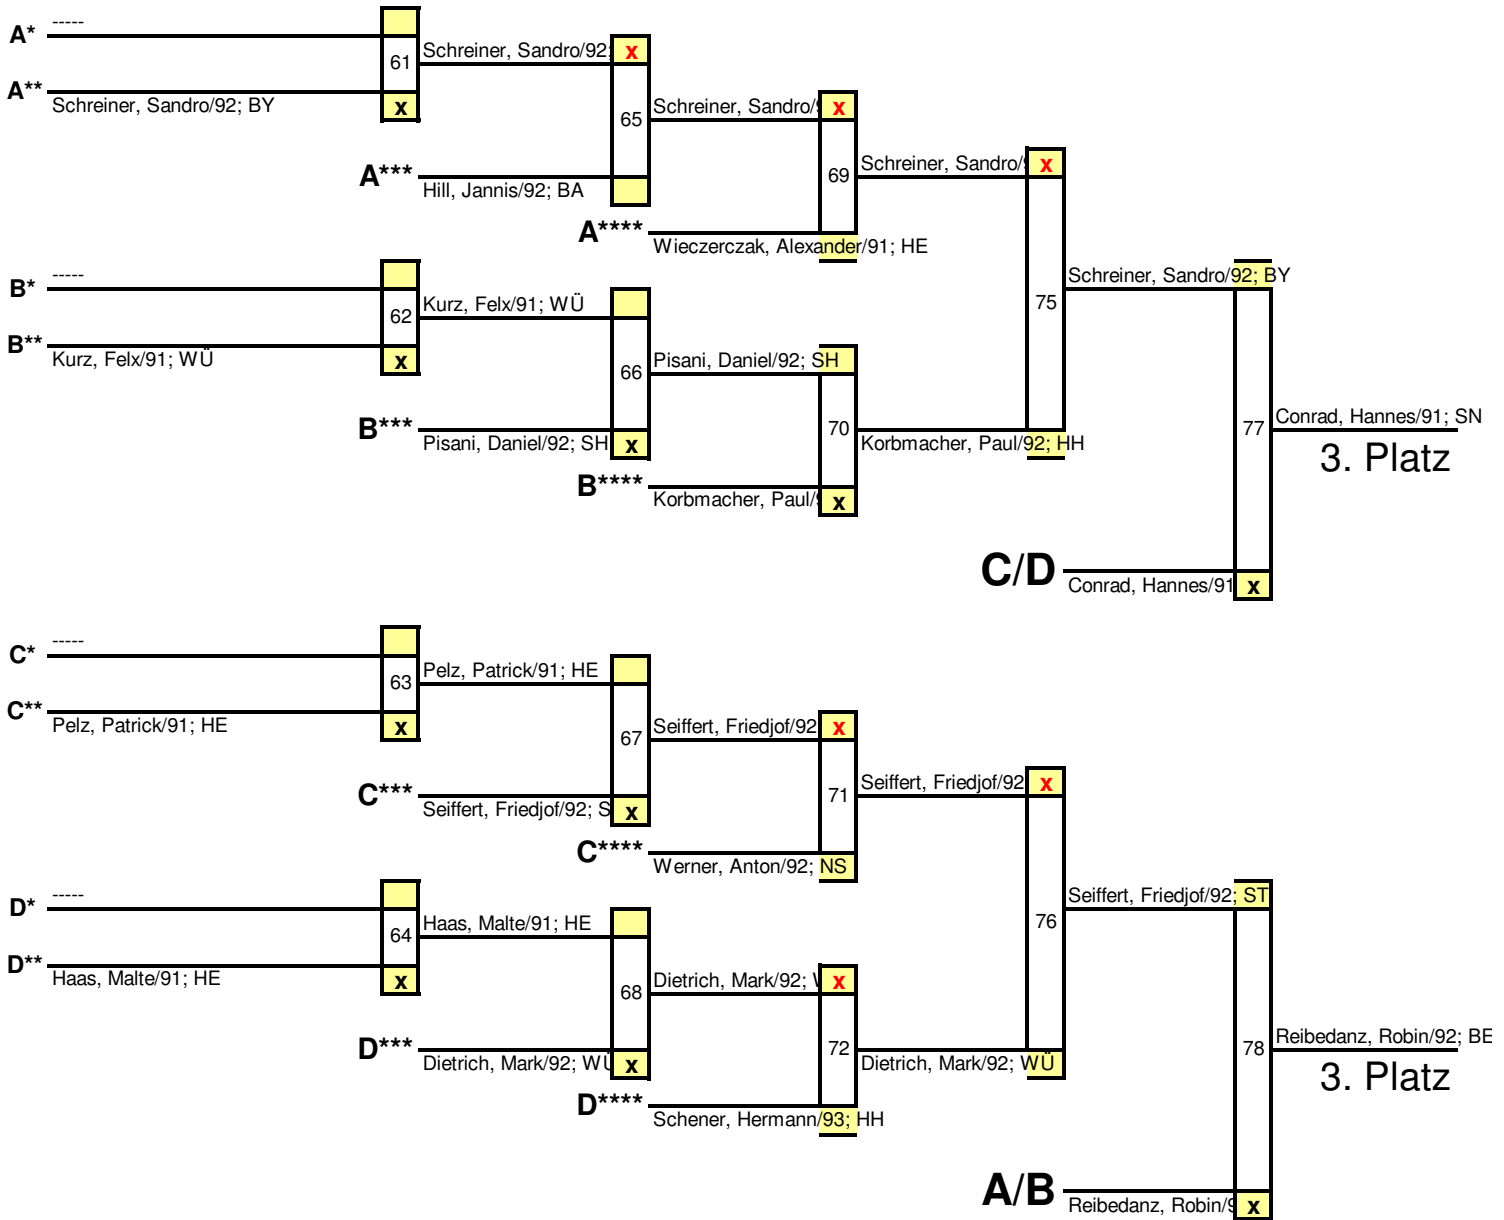 A* -----
61
A** Schreiner, Sandro/92; BY
x
Schreiner, Sandro/92; x
65
A*** Hill, Jannis/92; BA
Schreiner, Sandro/ x
69
A**** Wieczerczak, Alexander/91; HE
Schreiner, Sandro/ x
75
B* -----
62
B** Kurz, Felx/91; WÜ
x
Kurz, Felx/91; WÜ
66
B*** Pisani, Daniel/92; SH x
Pisani, Daniel/92; SH
70
B**** Korbmacher, Paul/ x
Korbmacher, Paul/92; HH
Schreiner, Sandro/92; BY
77
C/D Conrad, Hannes/91 x
Conrad, Hannes/91; SN
3. Platz
C* -----
63
C** Pelz, Patrick/91; HE
x
Pelz, Patrick/91; HE
67
C*** Seiffert, Friedjof/92; S x
Seiffert, Friedjof/92 x
71
C**** Werner, Anton/92; NS
Seiffert, Friedjof/92 x
76
D* -----
64
D** Haas, Malte/91; HE
x
Haas, Malte/91; HE
68
D*** Dietrich, Mark/92; WÜ x
Dietrich, Mark/92; x
72
D**** Schener, Hermann/93; HH
Dietrich, Mark/92; WÜ
Seiffert, Friedjof/92; ST
78
A/B Reibedanz, Robin/ x
Reibedanz, Robin/92; BE
3. Platz